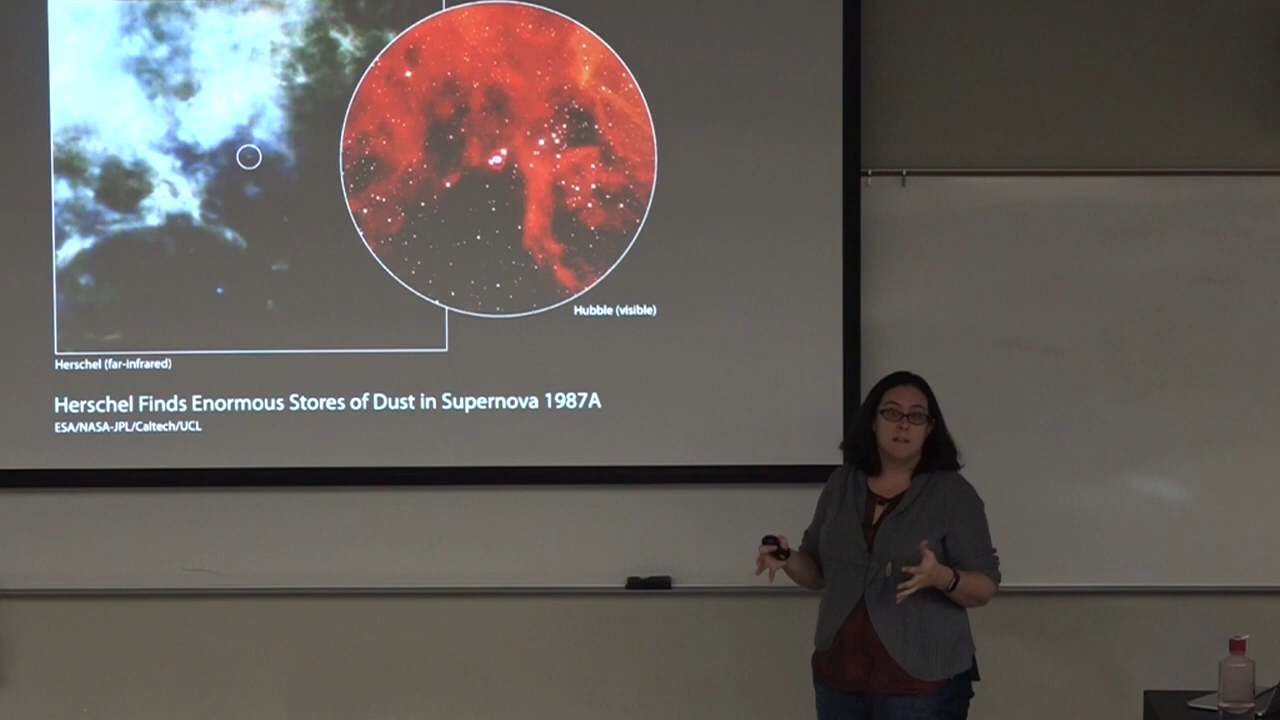 Hubble (visible)
Herschel (far-infrared)
Herschel Finds Enormous Stores of Dust in Supernova 1987A
ESA/NASA-JPL/Caltech/UCL